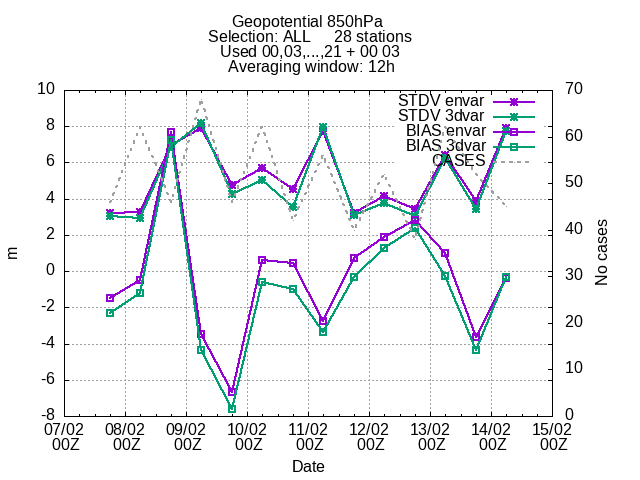 Geopotential 850hPa
Selection: ALL 28 stations
Used 00,03,...,21 + 00 03
Averaging window: 12h
STDV envar
STDV 3dvar
BIAS envar
BIAS 3dvar
CASES
10
8
6
4
2
0
-2
-4
-6
-8
m
70
60
50
40
30
20
10
0
No cases
07/02 08/02 09/02 10/02 11/02 12/02 13/02 14/02 15/02
00Z 00Z 00Z 00Z 00Z 00Z 00Z 00Z 00Z
Date